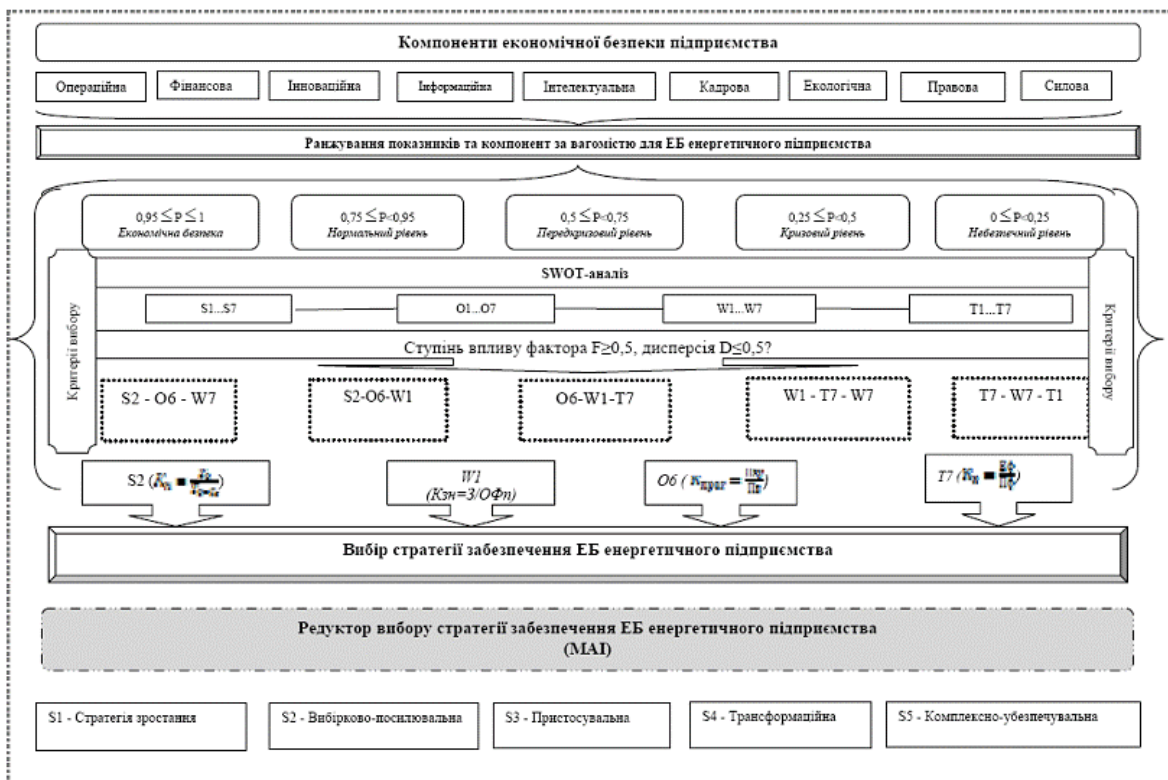 Компоненти економічної безпеки підприємства
Операційна
Фінансова
Інноваційна
Інформаційна
Інтелектуальна
Кадрова
Екологічна
Правова
Силова
Ранжування показників та компонент за вагомістю для ЕБ енергетичного підприємства
0,95 ≤ P ≤ 1
Економічна безпека
0,75 ≤ P<0,95
Нормальний рівень
0,5 ≤ P<0,75
Передкризовий рівень
0,25 ≤ P<0,5
Кризовий рівень
0 ≤ P<0,25
Небезпечний рівень
Критерії вибору
SWOT-аналіз
S1...S7
O1...O7
W1...W7
T1...T7
Ступінь впливу фактора F≥0,5, дисперсія D≤0,5?
Критерії вибору
S2 - O6 - W7
S2-O6-W1
O6-W1-T7
W1 - T7 - W7
T7 - W7 - T1
S2
W1
(Кзн=З/ОФп)
O6
T7
Вибір стратегії забезпечення ЕБ енергетичного підприємства
Редуктор вибору стратегії забезпечення ЕБ енергетичного підприємства
(МАІ)
S1 - Стратегія зростання
S2 - Вибірково-посилювальна
S3 - Пристосувальна
S4 - Трансформаційна
S5 - Комплексно-убезпечувальна